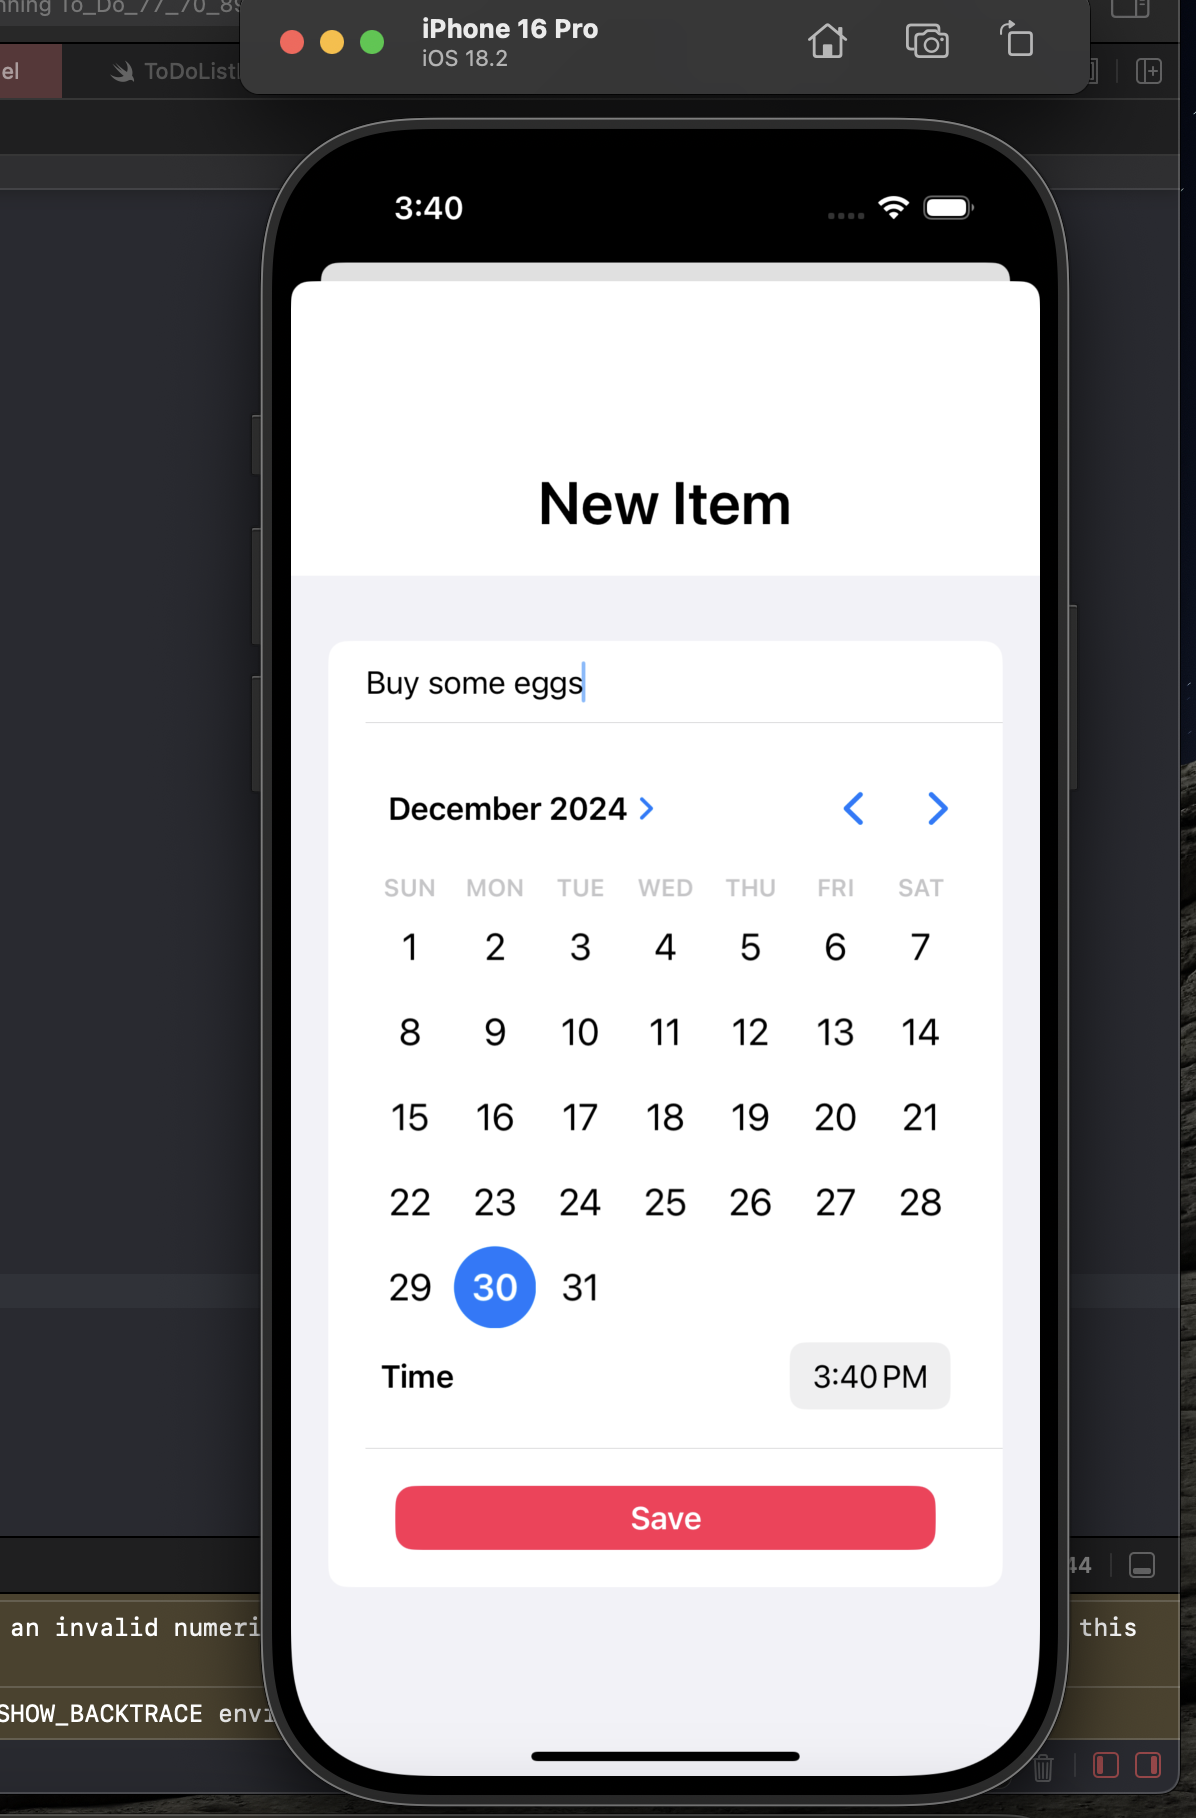 nning To_Do_77_70_89
iPhone 16 Pro
iOS 18.2
el
ToDoListI
3:40
New Item
Buy some eggs
December 2024
SUN MON TUE WED THU FRI SAT
1 2 3 4 5 6 7
8 9 10 11 12 13 14
15 16 17 18 19 20 21
22 23 24 25 26 27 28
29 30 31
Time 3:40 PM
Save
44
an invalid numeri this
SHOW_BACKTRACE envi